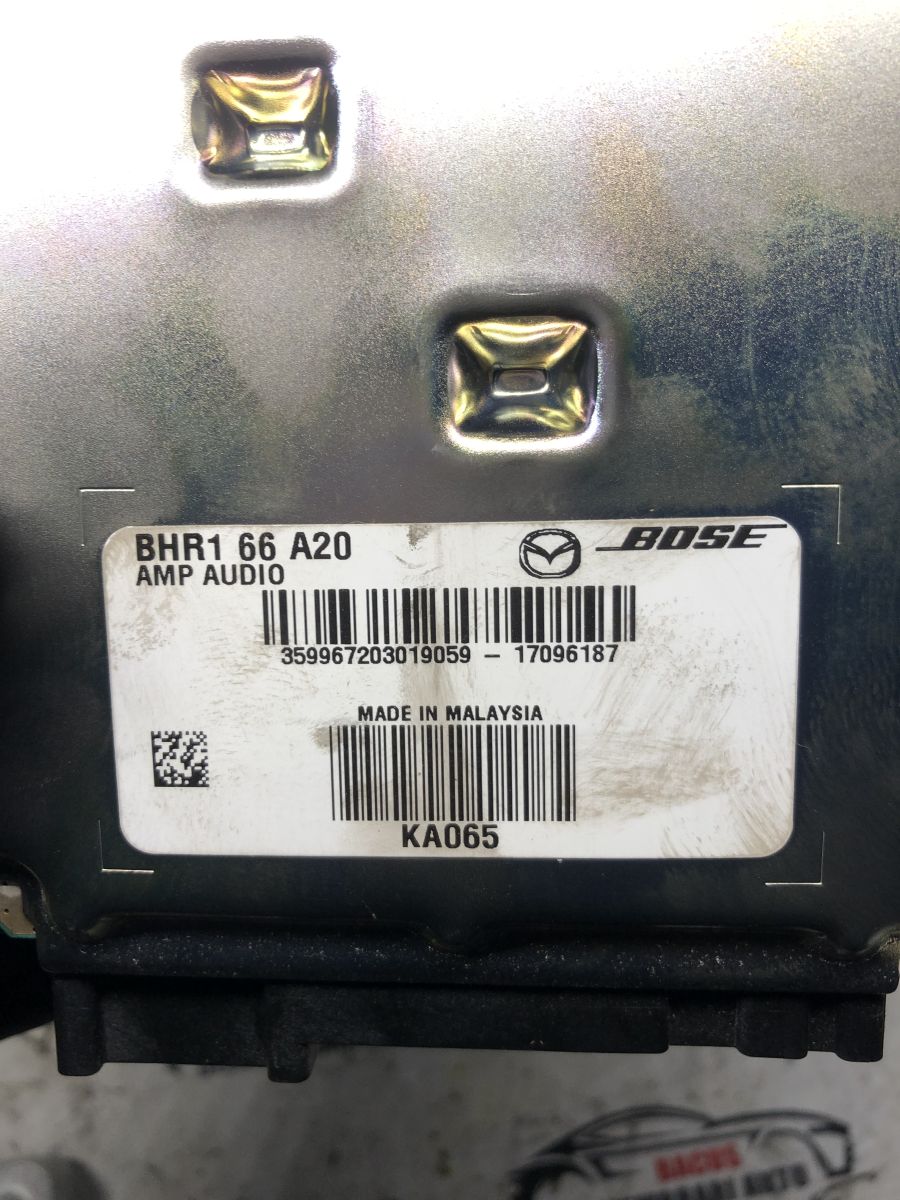 BHR1 66 A20
BOSE
AMP AUDIO
359967203019059 - 17096187
MADE IN MALAYSIA
KA065